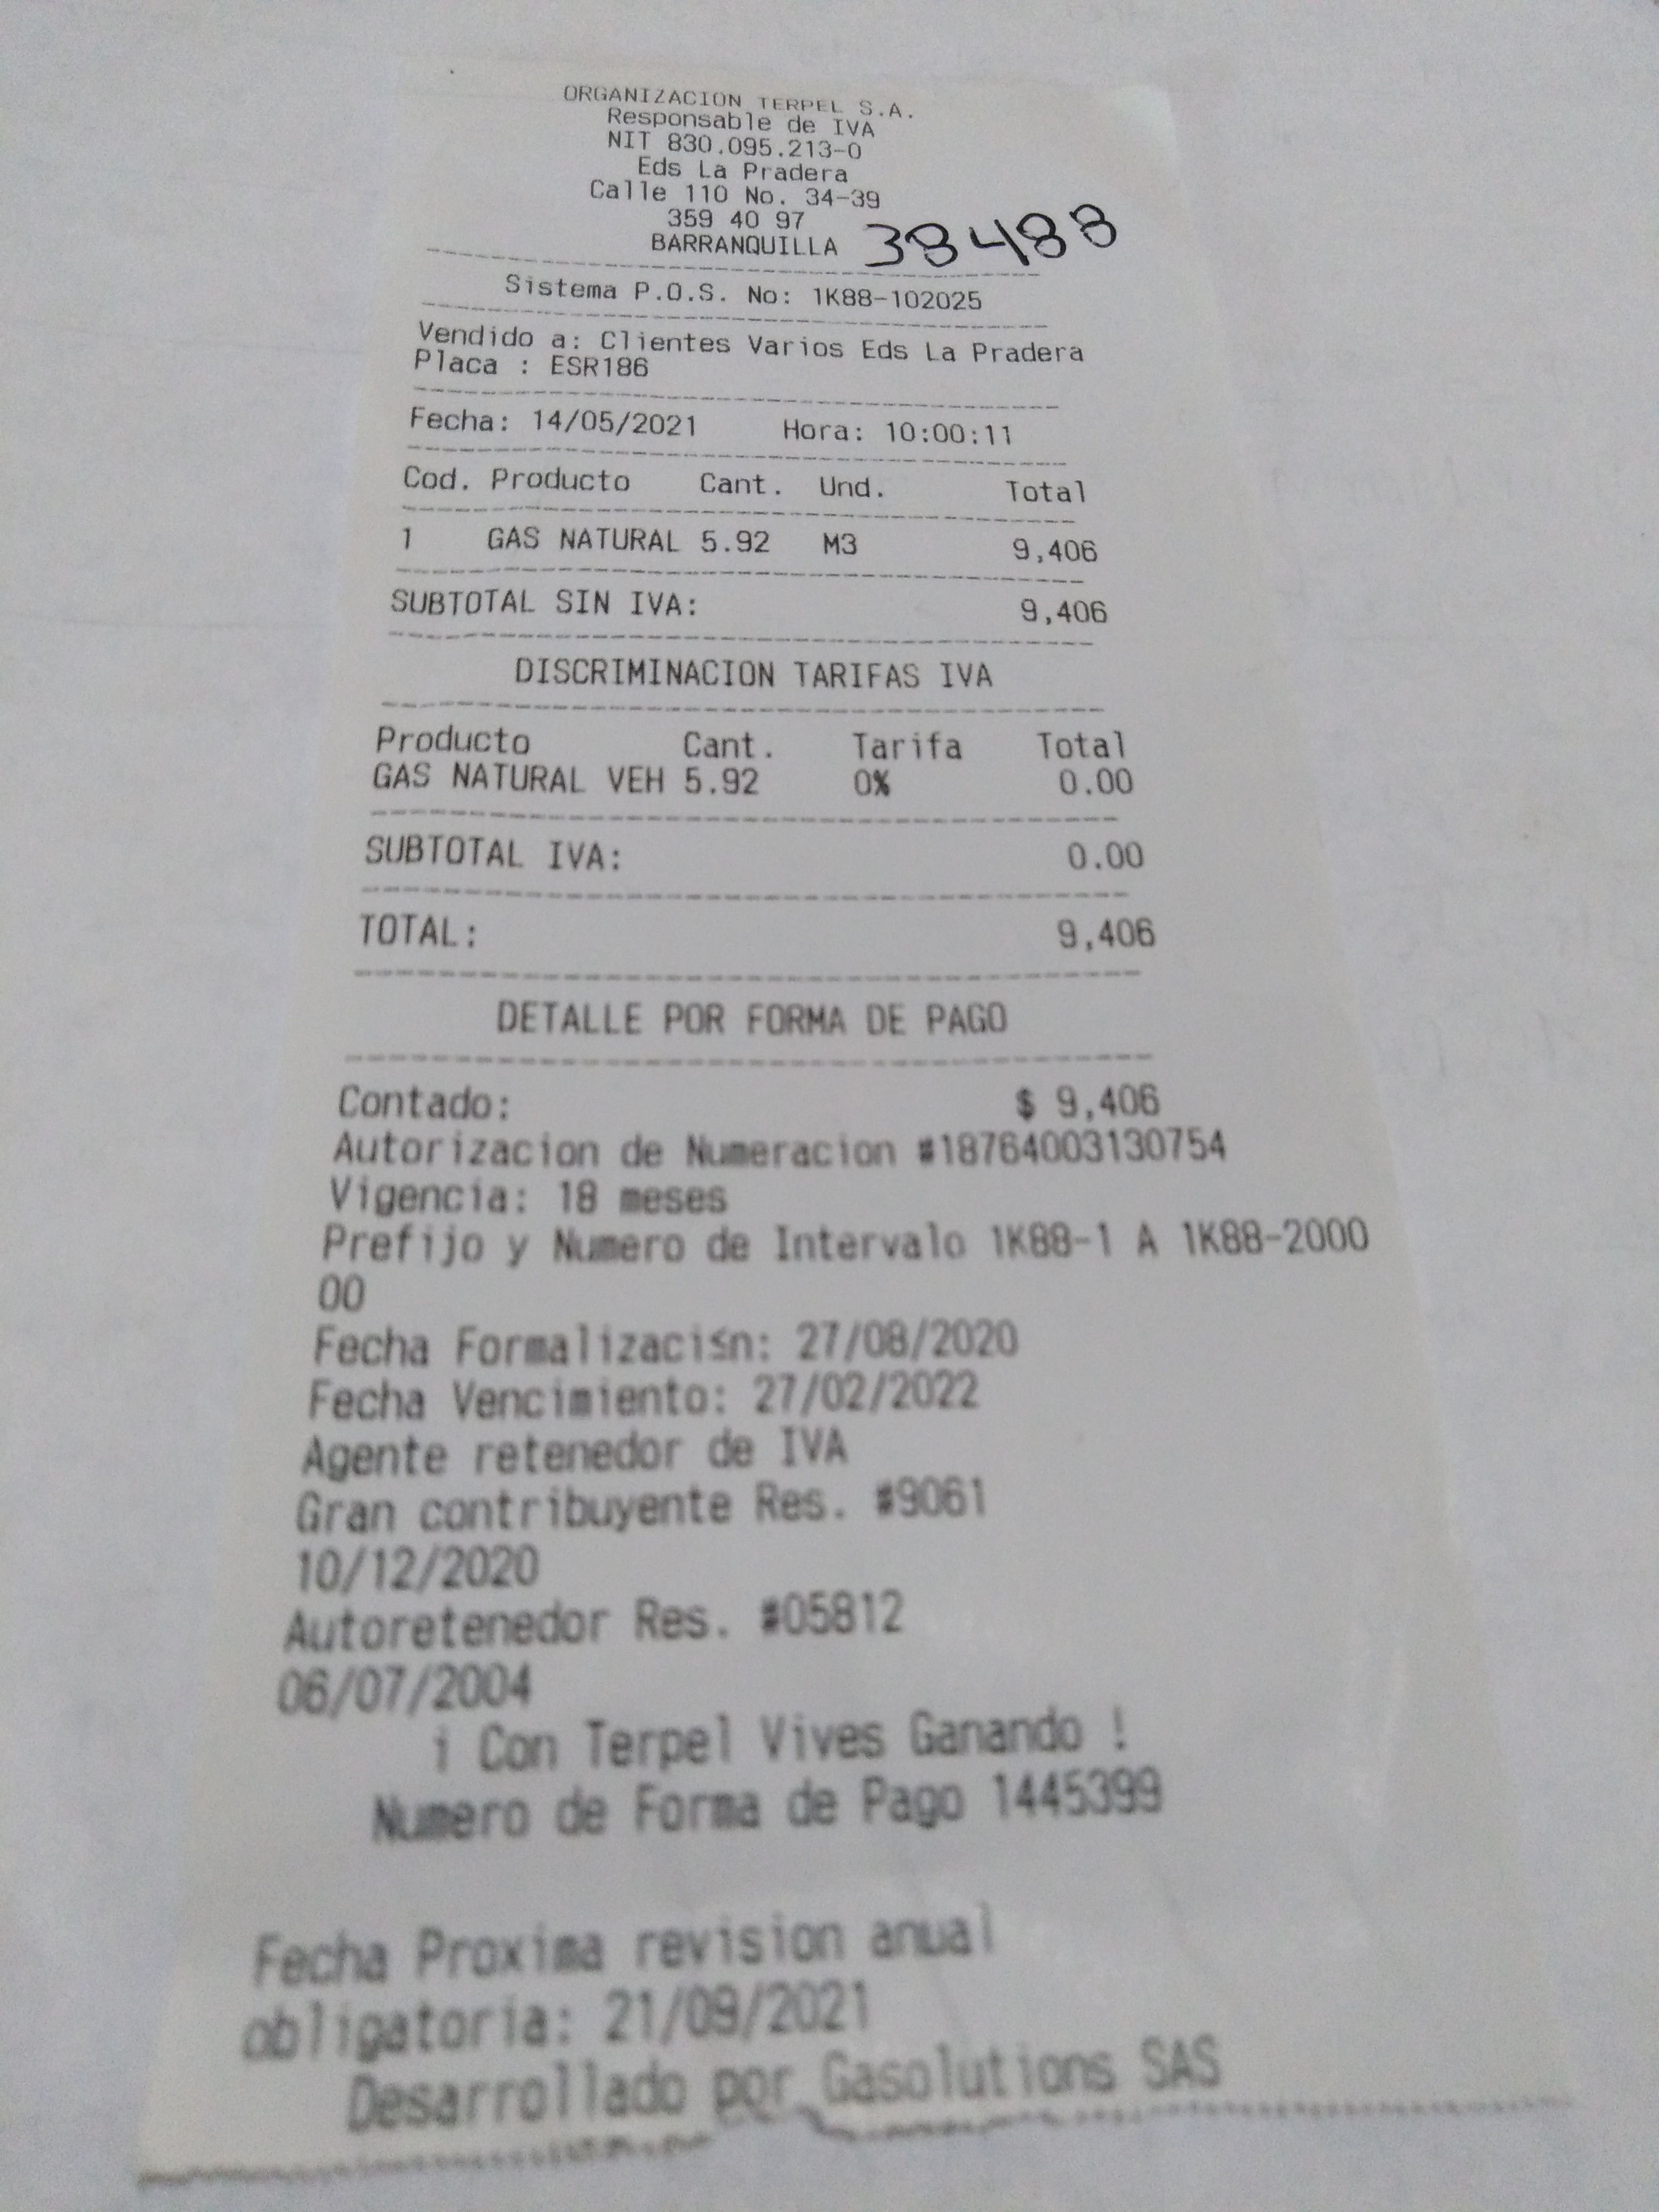 ORGANIZACION TERPEL S.A.
Responsable de IVA
NIT 830.095.213-0
Eds La Pradera
Calle 110 No. 34-39
359 40 97
BARRANQUILLA 38488
Sistema P.O.S. No: 1K88-102025
Vendido a: Clientes Varios Eds La Pradera
Placa : ESR186
Fecha: 14/05/2021 Hora: 10:00:11
Cod. Producto Cant. Und. Total
1 GAS NATURAL 5.92 M3 9,406
SUBTOTAL SIN IVA: 9,406
DISCRIMINACION TARIFAS IVA
Producto Cant. Tarifa Total
GAS NATURAL VEH 5.92 0% 0.00
SUBTOTAL IVA: 0.00
TOTAL: 9,406
DETALLE POR FORMA DE PAGO
Contado: $ 9,406
Autorizacion de Numeracion #18764003130754
Vigencia: 18 meses
Prefijo y Numero de Intervalo 1K88-1 A 1K88-2000
00
Fecha Formalizaciśn: 27/08/2020
Fecha Vencimiento: 27/02/2022
Agente retenedor de IVA
Gran contribuyente Res. #9061
10/12/2020
Autoretenedor Res. #05812
06/07/2004
¡ Con Terpel Vives Ganando !
Numero de Forma de Pago 1445399
Fecha Proxima revision anual
obligatoria: 21/09/2021
Desarrollado por Gasolutions SAS